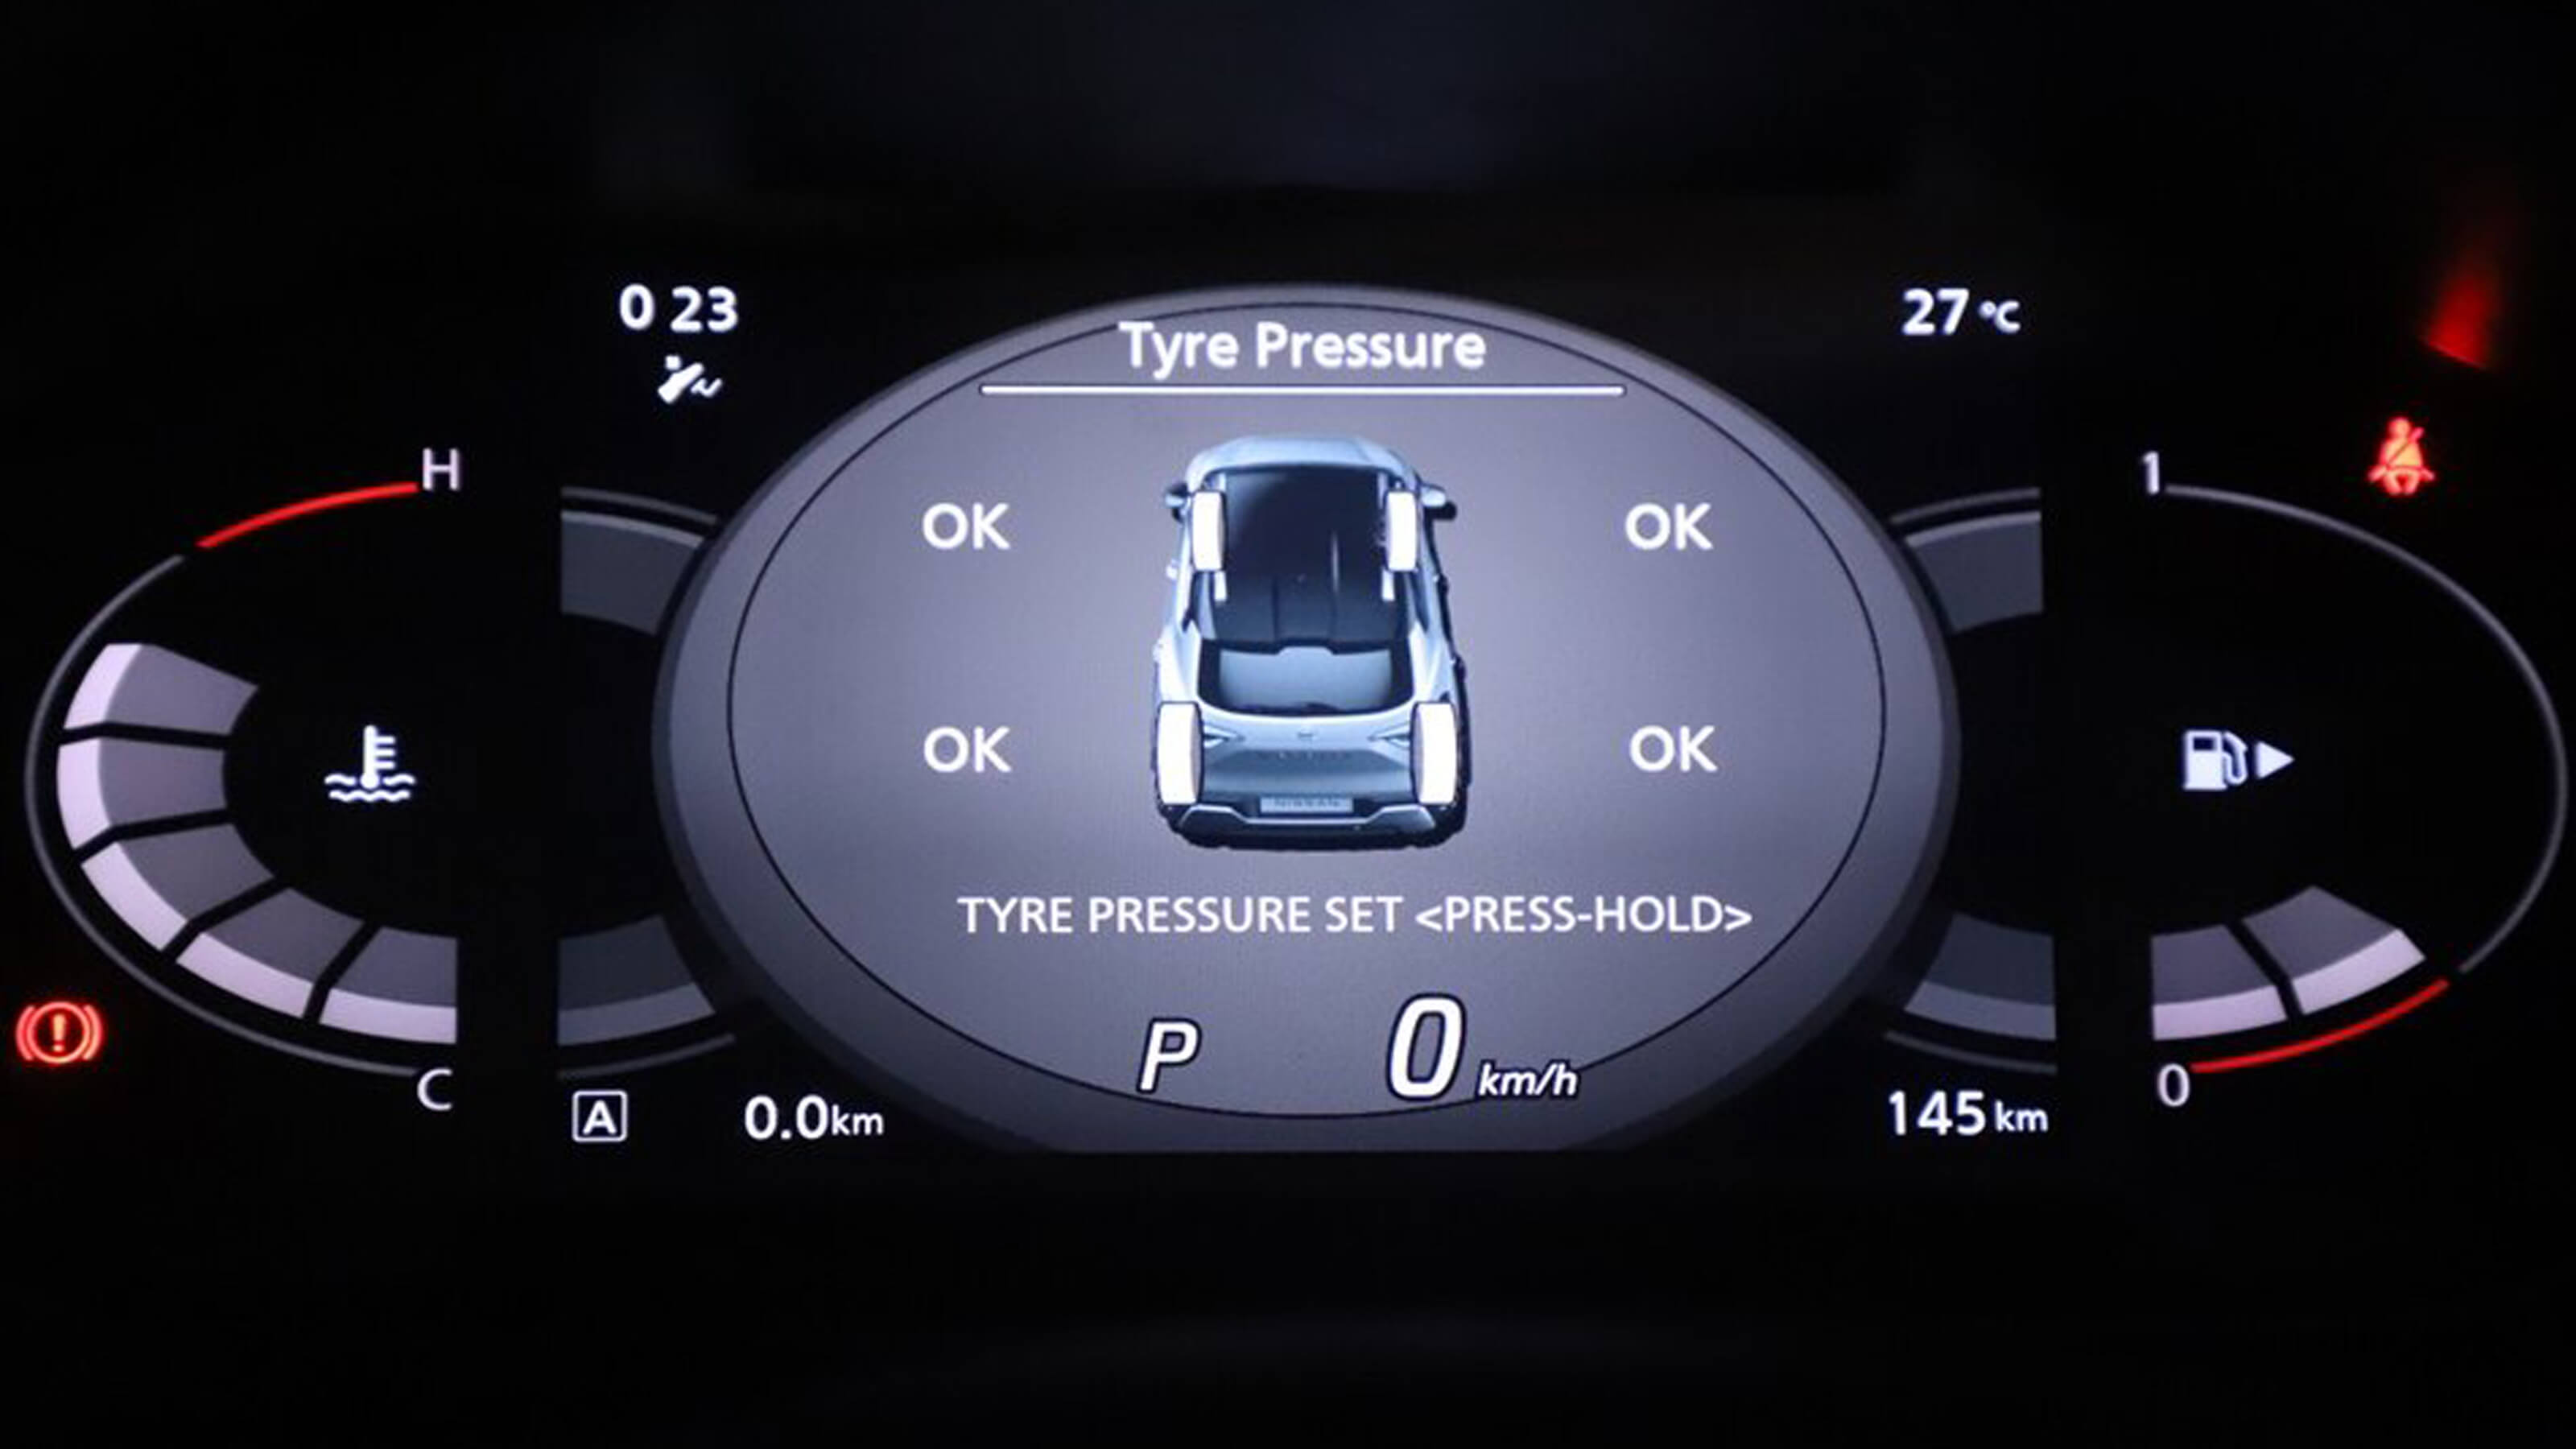 0 23
27 °C
Tyre Pressure
H
1
OK
OK
OK
OK
NISSAN
TYRE PRESSURE SET <PRESS-HOLD>
P
0 km/h
C
0
A
0.0km
145 km